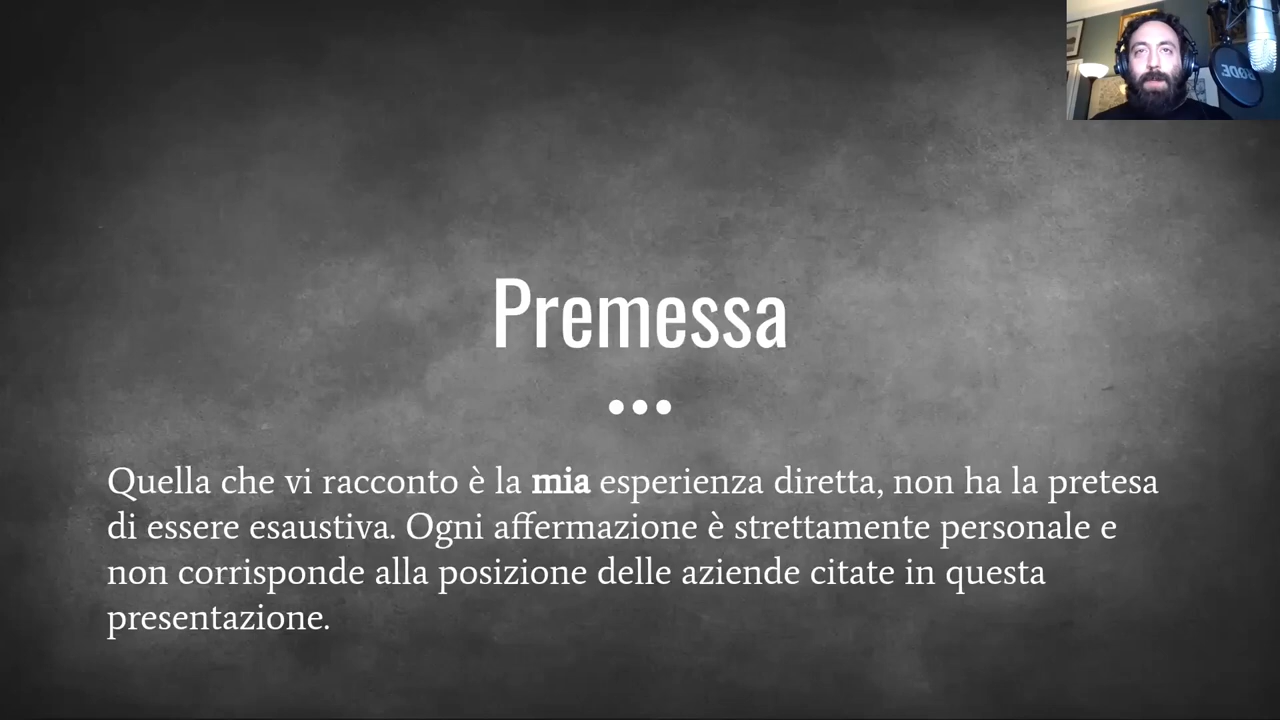 Premessa
Quella che vi racconto è la mia esperienza diretta, non ha la pretesa
di essere esaustiva. Ogni affermazione è strettamente personale e
non corrisponde alla posizione delle aziende citate in questa
presentazione.
RØDE